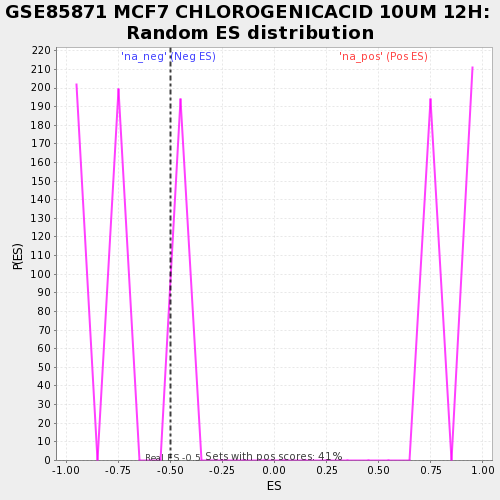 GSE85871 MCF7 CHLOROGENICACID 10UM 12H:
Random ES distribution
'na_neg' (Neg ES)
'na_pos' (Pos ES)
220
210
200
190
180
170
160
150
140
130
120
110
100
90
80
70
60
50
40
30
20
10
0
P(ES)
Real ES -0.5
Sets with pos scores: 41%
-1.00 -0.75 -0.50 -0.25 0.00 0.25 0.50 0.75 1.00
ES